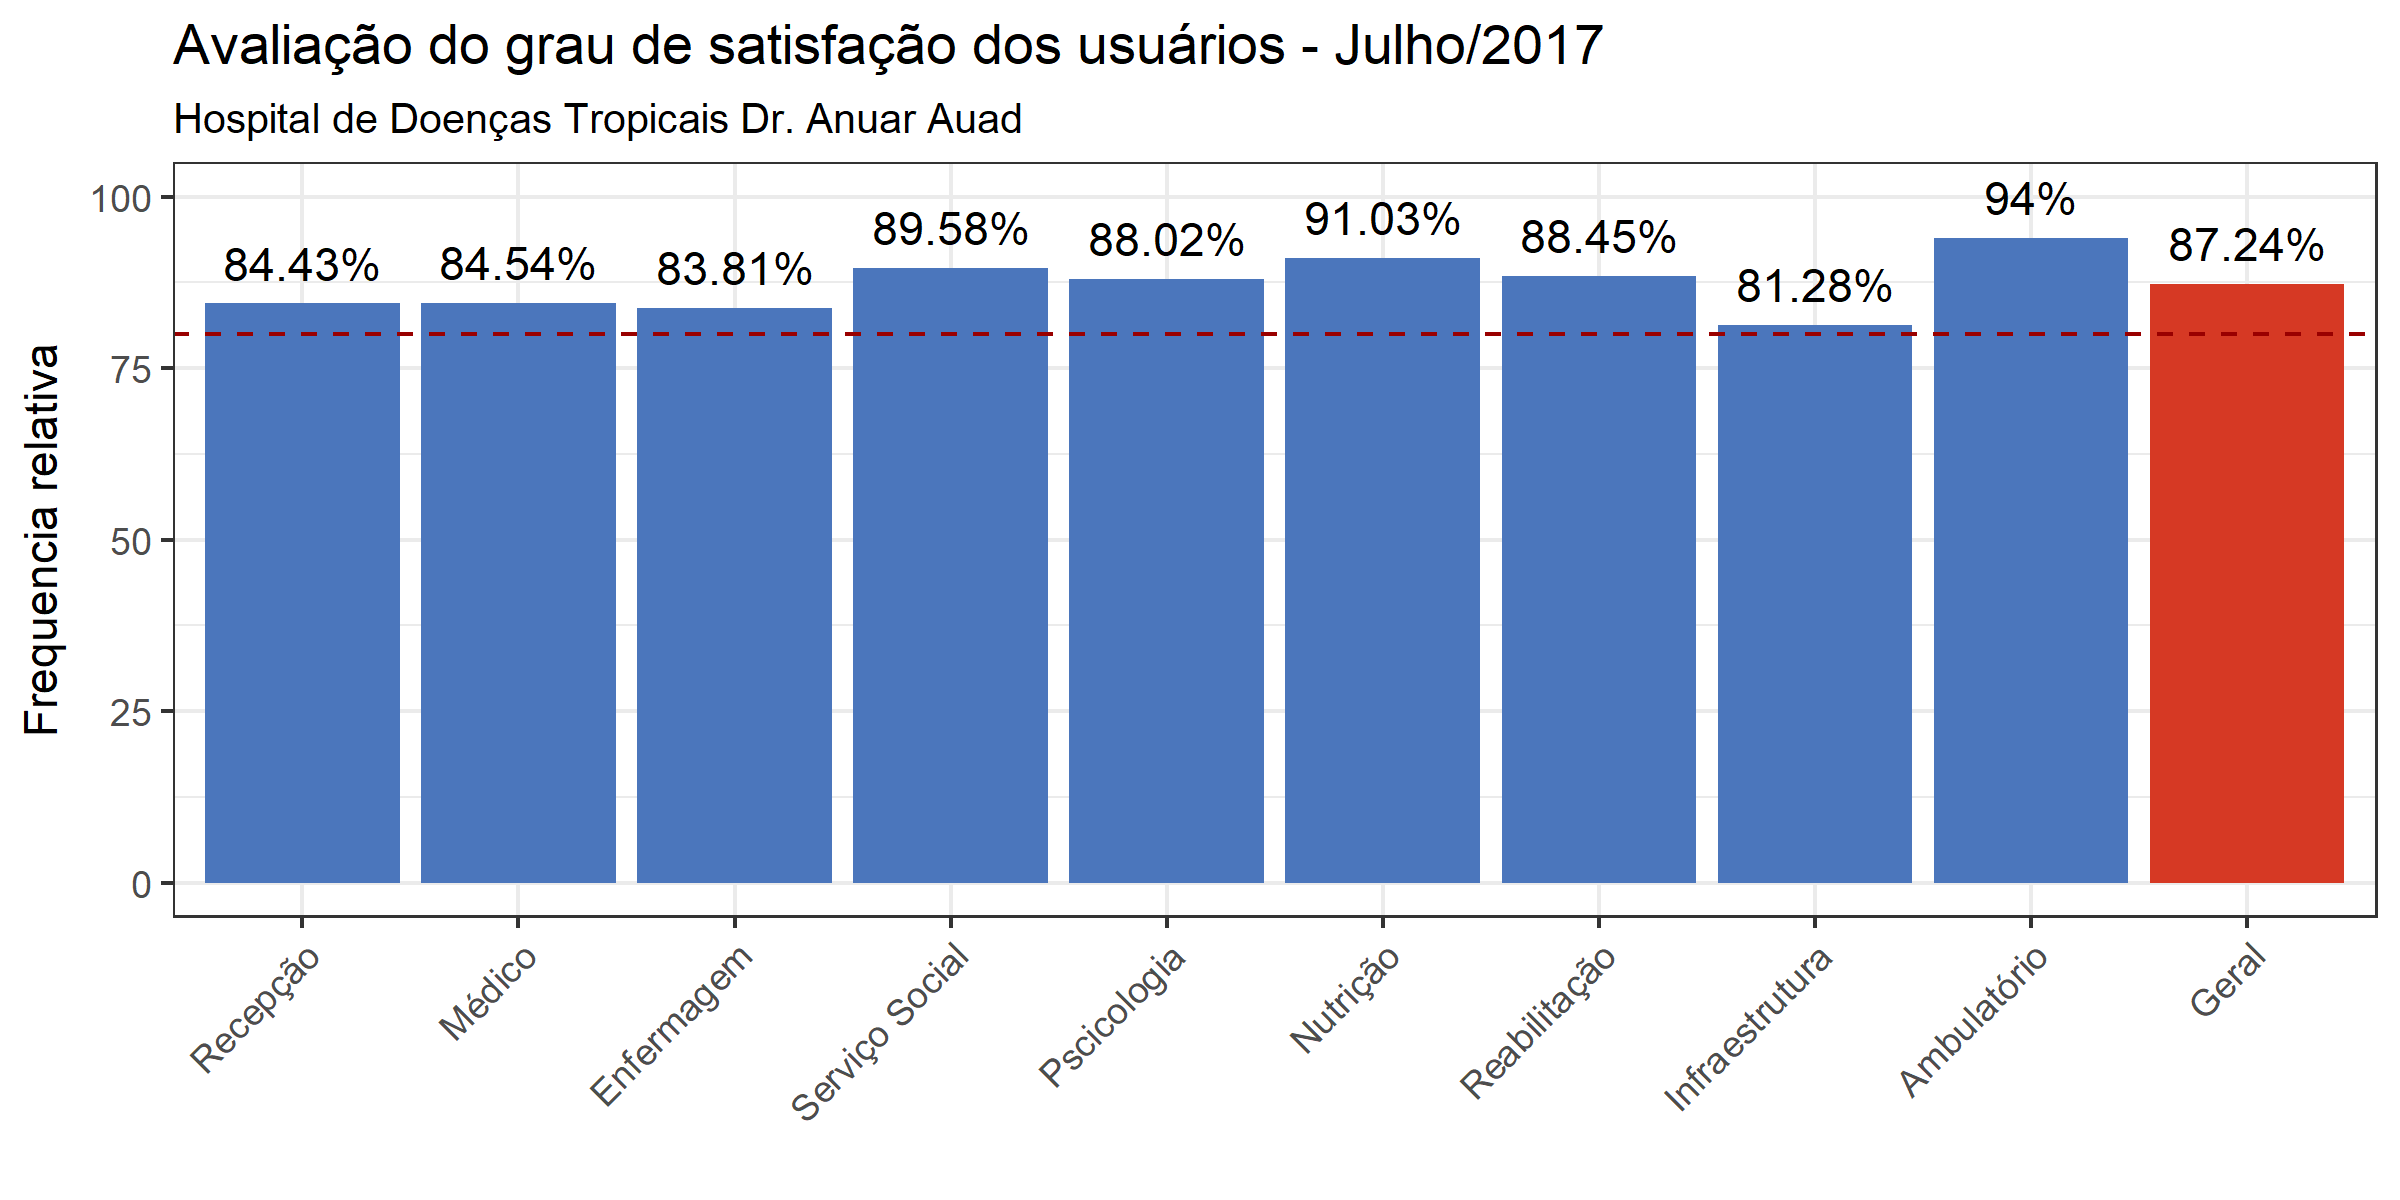 Avaliação do grau de satisfação dos usuários - Julho/2017
Hospital de Doenças Tropicais Dr. Anuar Auad
Frequencia relativa
100
75
50
25
0
84.43%
84.54%
83.81%
89.58%
88.02%
91.03%
88.45%
81.28%
94%
87.24%
Recepção
Médico
Enfermagem
Serviço Social
Pscicologia
Nutrição
Reabilitação
Infraestrutura
Ambulatório
Geral